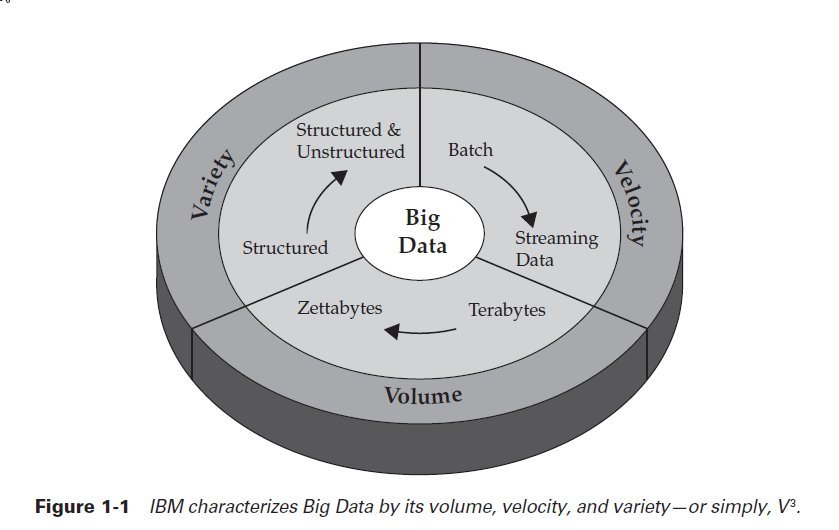 Structured &
Unstructured
Batch
Variety
Velocity
Big
Data
Structured
Streaming
Data
Zettabytes
Terabytes
Volume
Figure 1-1 IBM characterizes Big Data by its volume, velocity, and variety—or simply, V³.